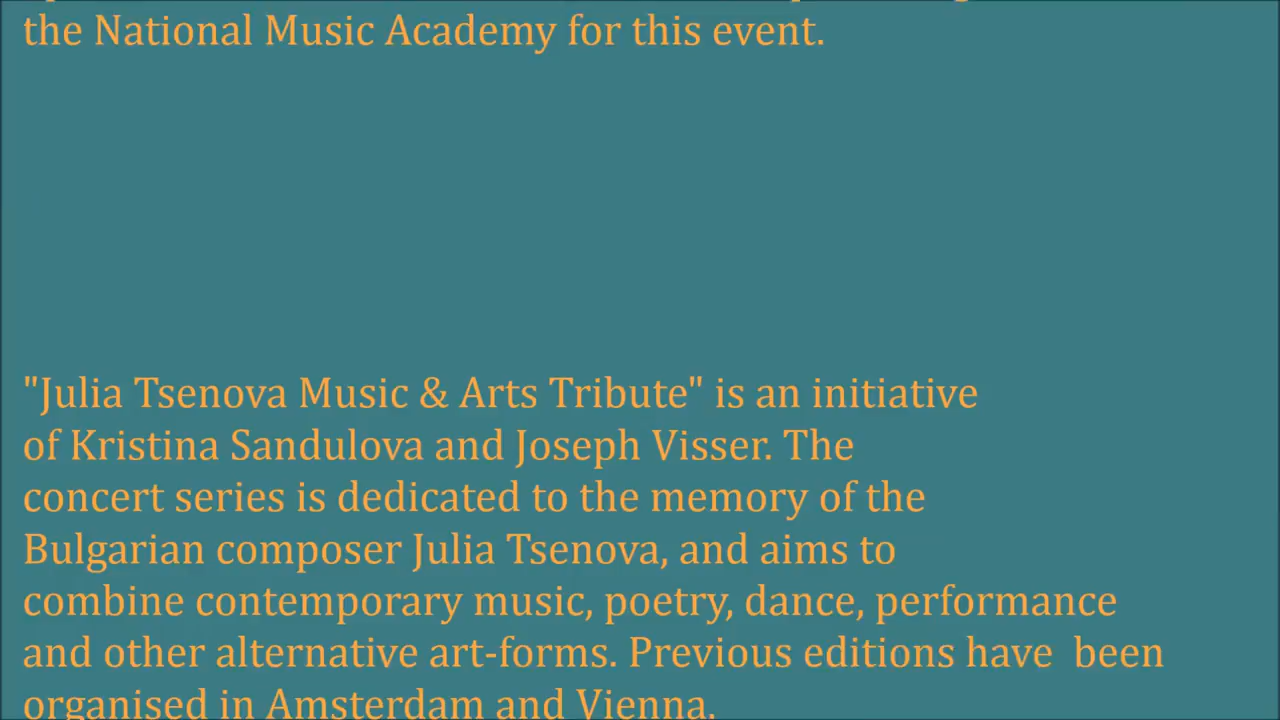 the National Music Academy for this event.
"Julia Tsenova Music & Arts Tribute" is an initiative
of Kristina Sandulova and Joseph Visser. The
concert series is dedicated to the memory of the
Bulgarian composer Julia Tsenova, and aims to
combine contemporary music, poetry, dance, performance
and other alternative art-forms. Previous editions have  been
organised in Amsterdam and Vienna.